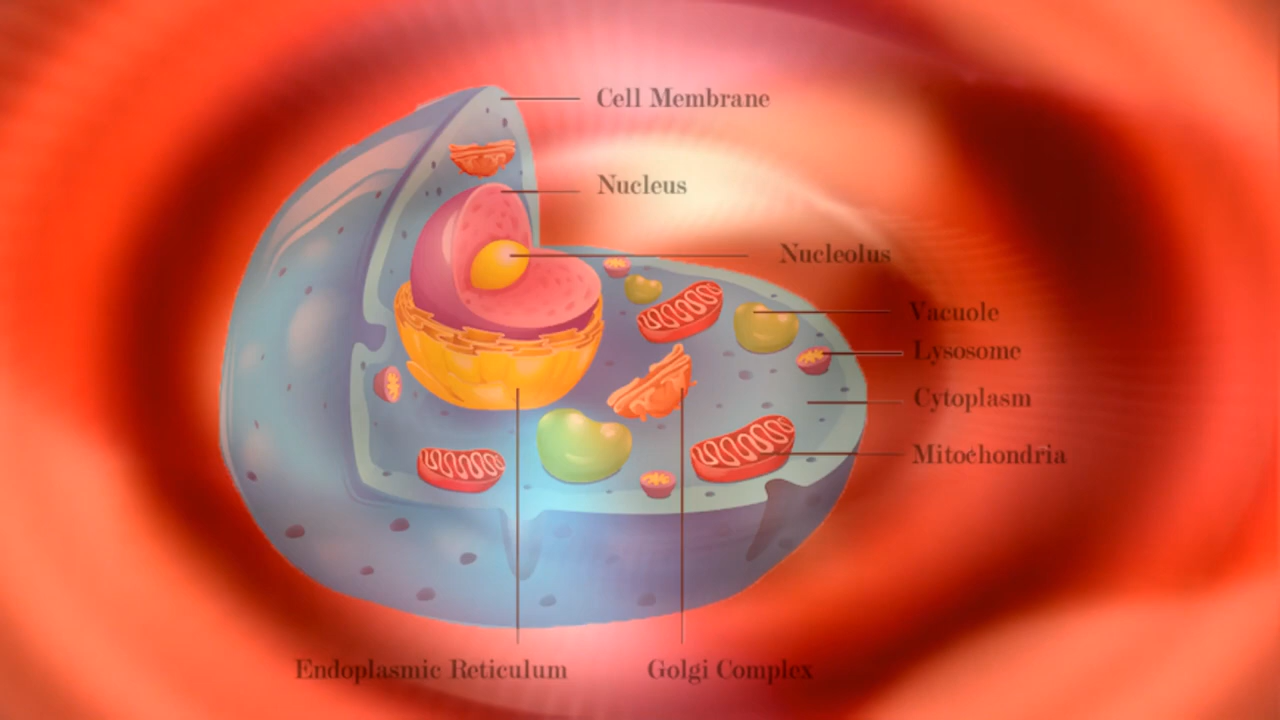 Cell Membrane
Nucleus
Nucleolus
Vacuole
Lysosome
Cytoplasm
Mitochondria
Endoplasmic Reticulum
Golgi Complex